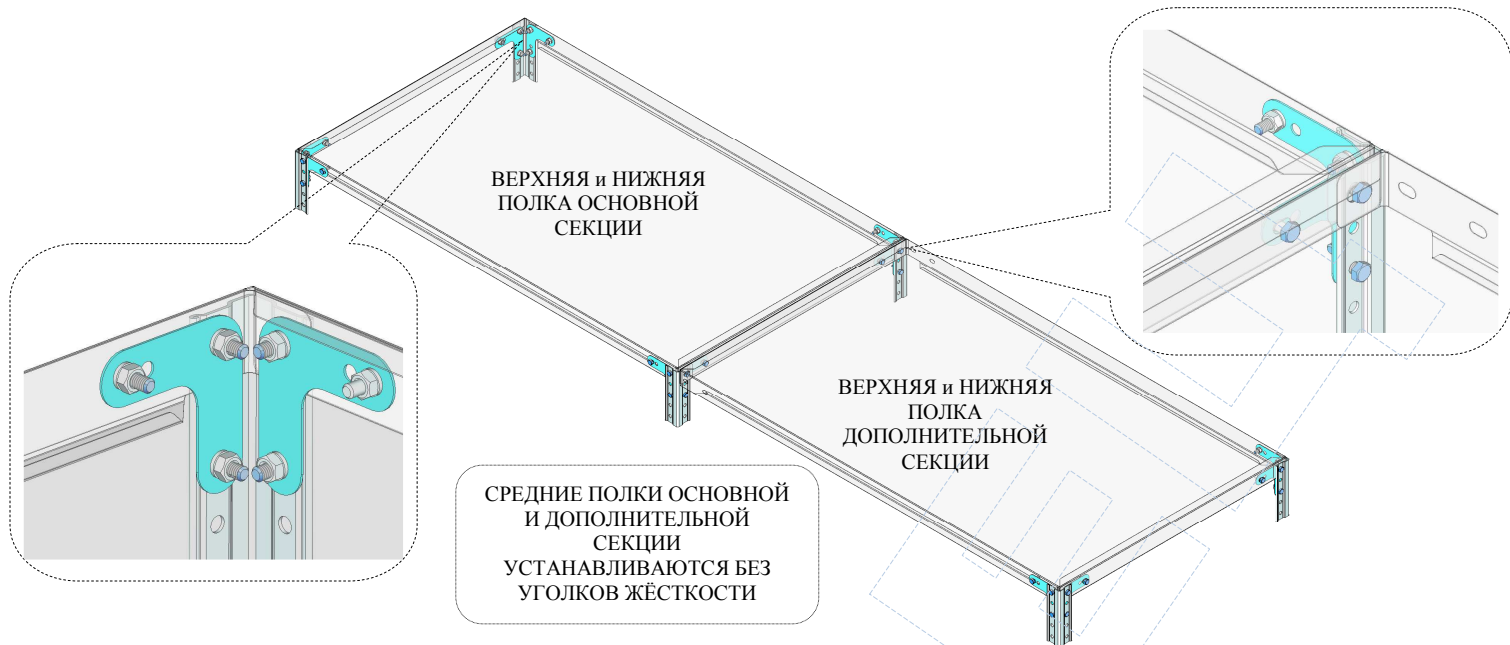 ВЕРХНЯЯ и НИЖНЯЯ
ПОЛКА ОСНОВНОЙ
СЕКЦИИ
ВЕРХНЯЯ и НИЖНЯЯ
ПОЛКА
ДОПОЛНИТЕЛЬНОЙ
СЕКЦИИ
СРЕДНИЕ ПОЛКИ ОСНОВНОЙ
И ДОПОЛНИТЕЛЬНОЙ
СЕКЦИИ
УСТАНАВЛИВАЮТСЯ БЕЗ
УГОЛКОВ ЖЁСТКОСТИ